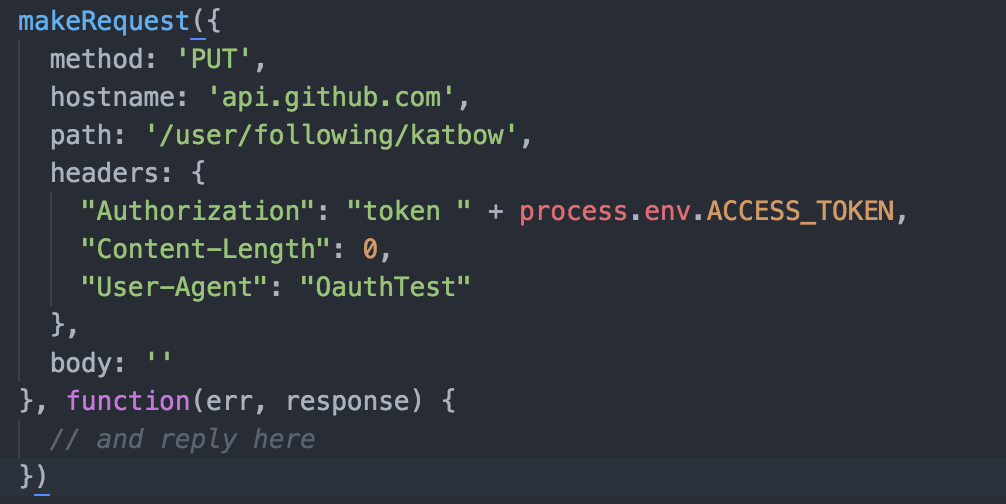 makeRequest({
  method: 'PUT',
  hostname: 'api.github.com',
  path: '/user/following/katbow',
  headers: {
    "Authorization": "token " + process.env.ACCESS_TOKEN,
    "Content-Length": 0,
    "User-Agent": "OauthTest"
  },
  body: ''
}, function(err, response) {
  // and reply here
})